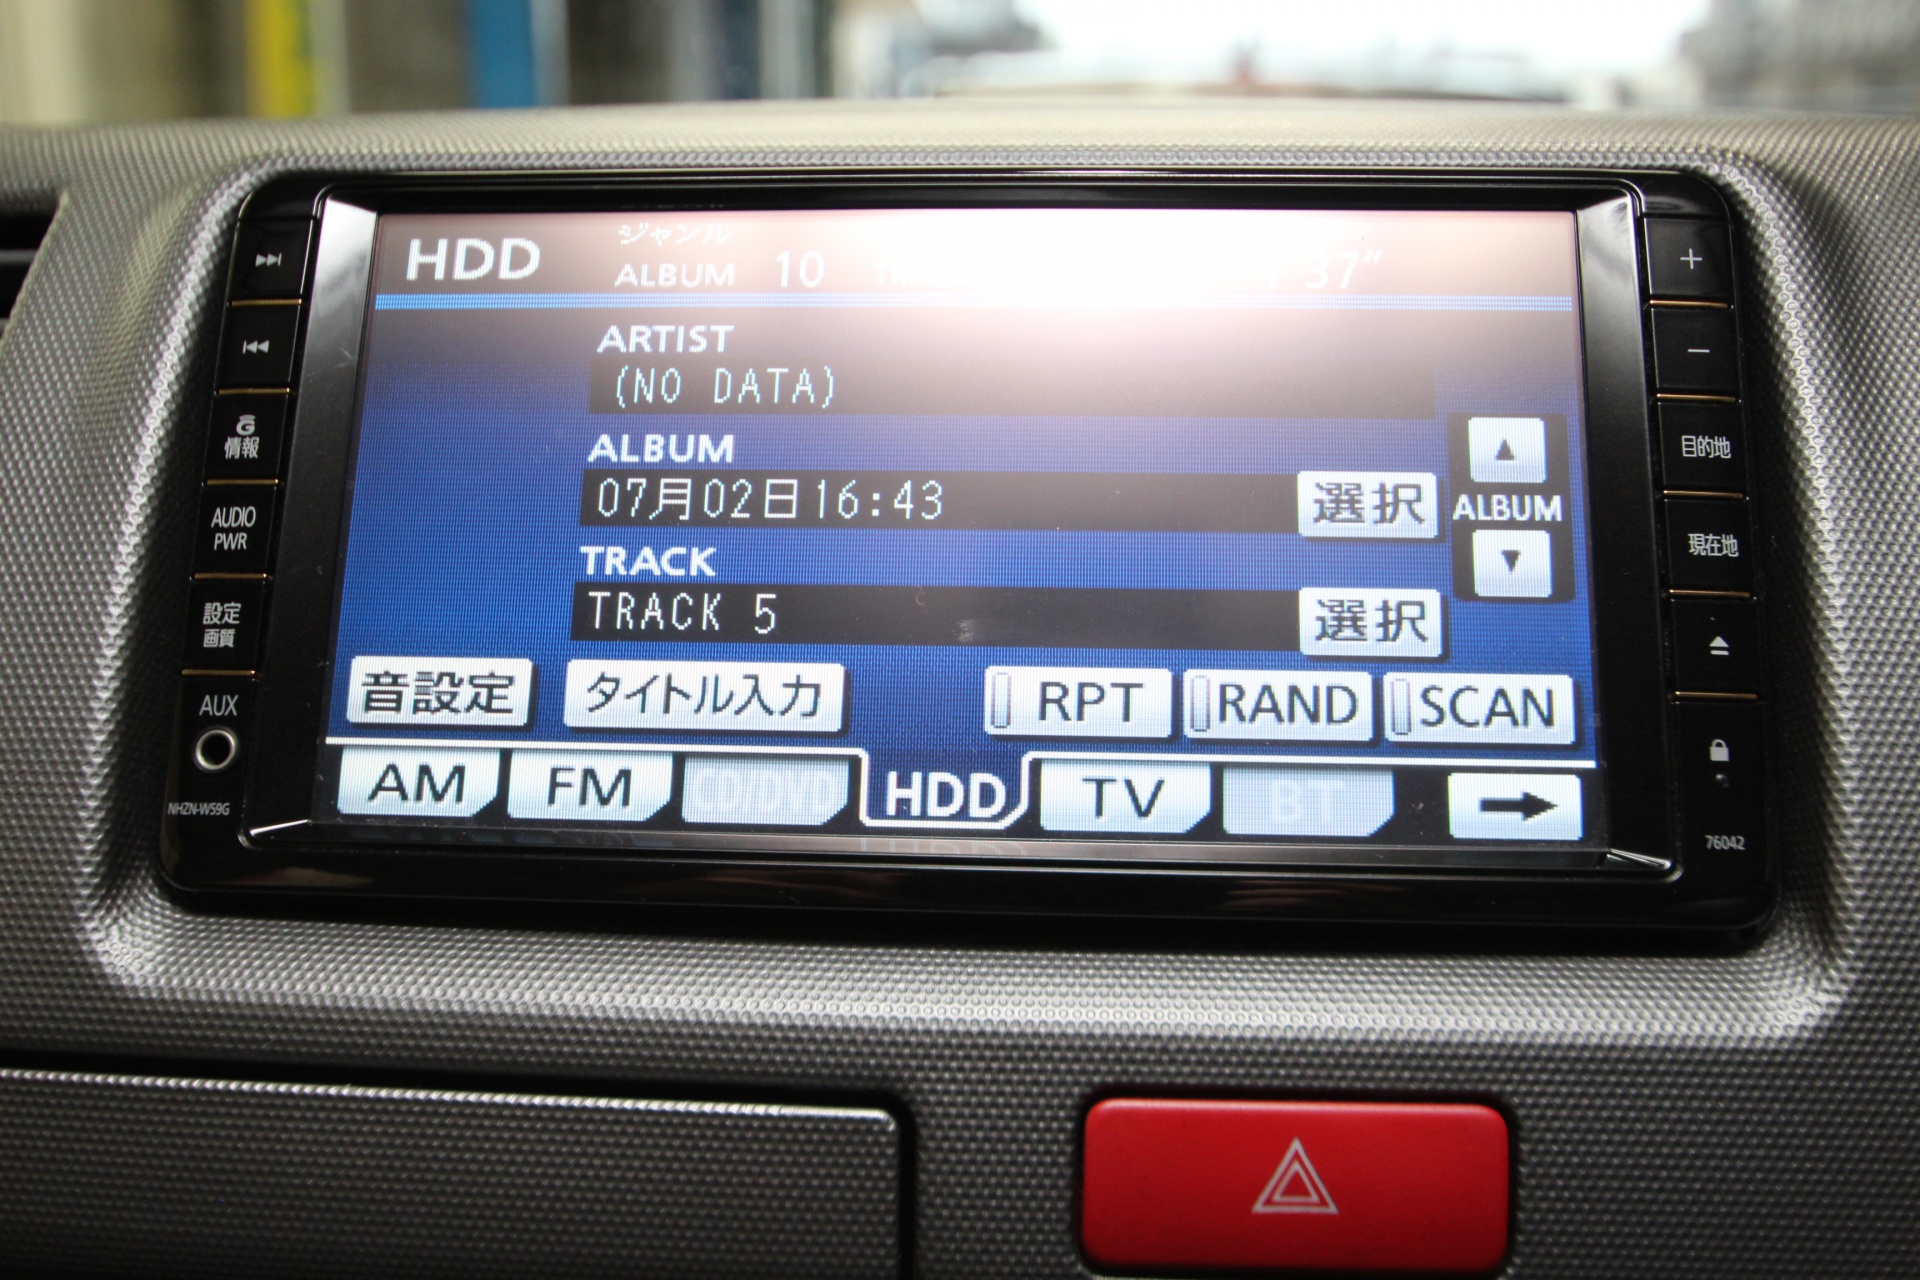 HDD
ジャンル
ALBUM 10
37"
ARTIST
(NO DATA)
ALBUM
07月02日16:43
選択
ALBUM
TRACK
TRACK 5
選択
音設定
タイトル入力
RPT
RAND
SCAN
AM
FM
CD/DVD
HDD
TV
BT
G
情報
AUDIO
PWR
設定
画質
AUX
NHZN-W59G
目的地
現在地
76042